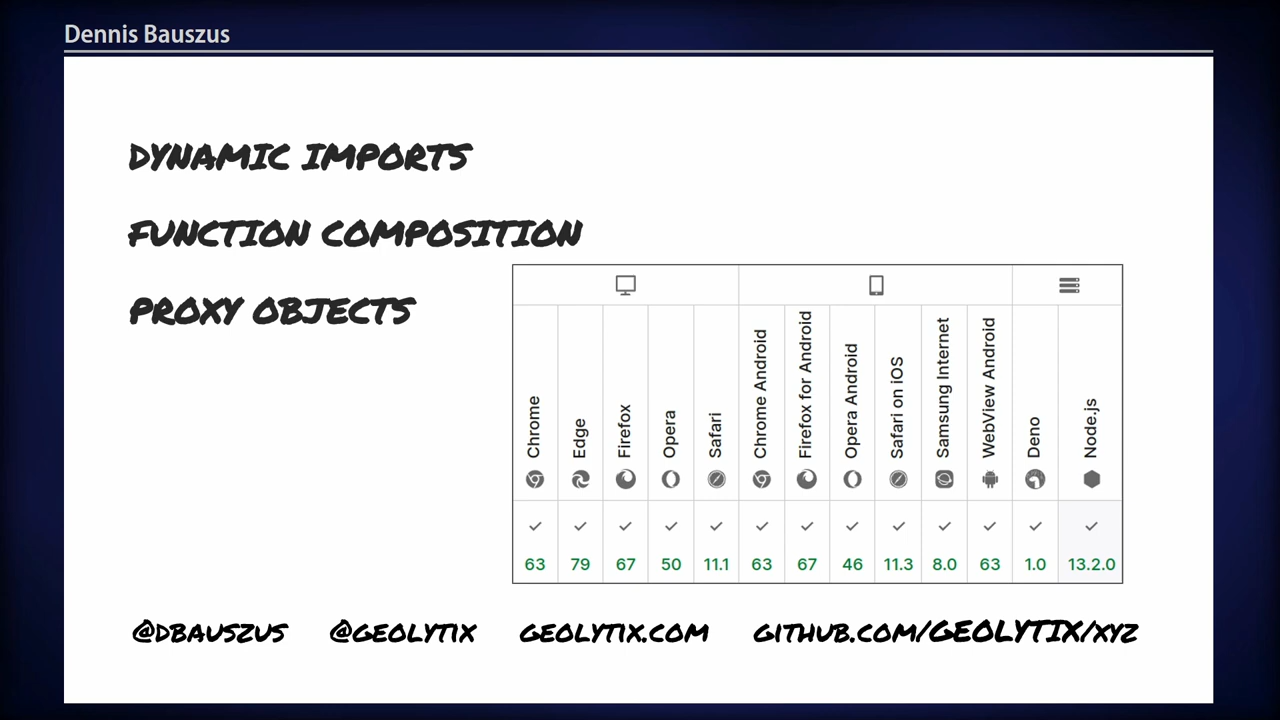 Dennis Bauszus
DYNAMIC IMPORTS
FUNCTION COMPOSITION
PROXY OBJECTS
Chrome Edge Firefox Opera Safari Chrome Android Firefox for Android Opera Android Safari on iOS Samsung Internet WebView Android Deno Node.js
63 79 67 50 11.1 63 67 46 11.3 8.0 63 1.0 13.2.0
@DBAUSZUS @GEOLYTIX GEOLYTIX.COM GITHUB.COM/GEOLYTIX/XYZ